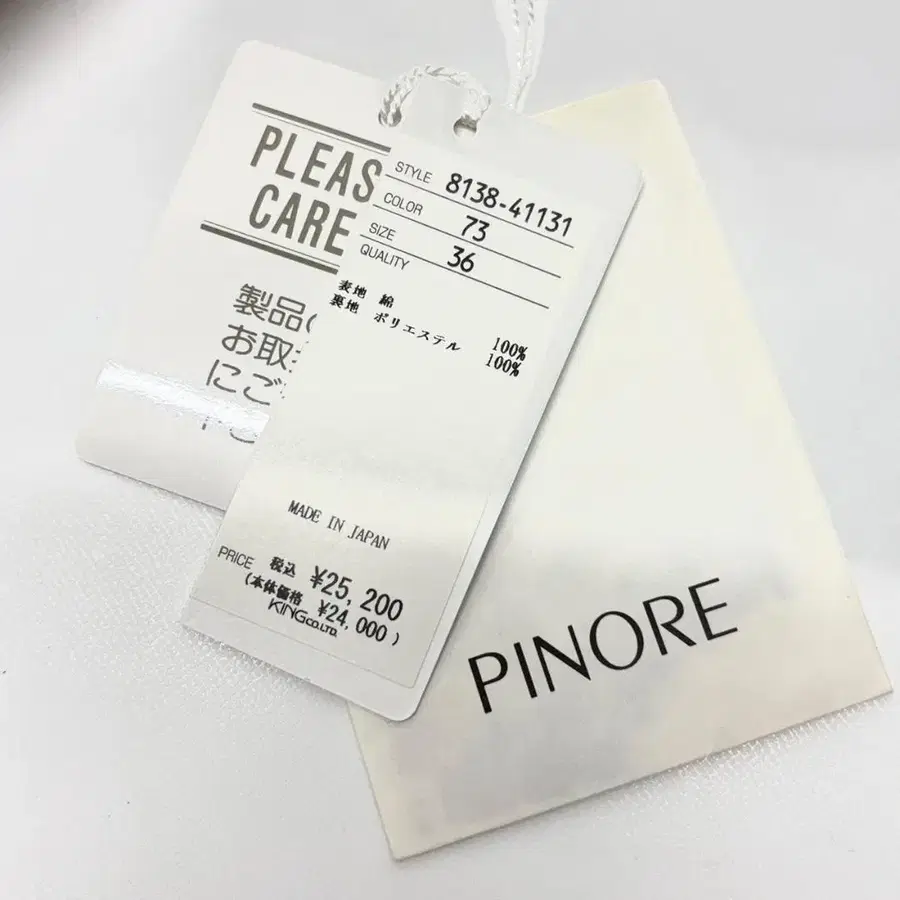 PLEAS
CARE
製品
お取
にご
STYLE 8138-41131
COLOR 73
SIZE 36
QUALITY
表地 綿 100%
裏地 ポリエステル 100%
MADE IN JAPAN
PRICE 税込 ¥25,200
(本体価格 ¥24,000)
KING CO.LTD.
PINORE